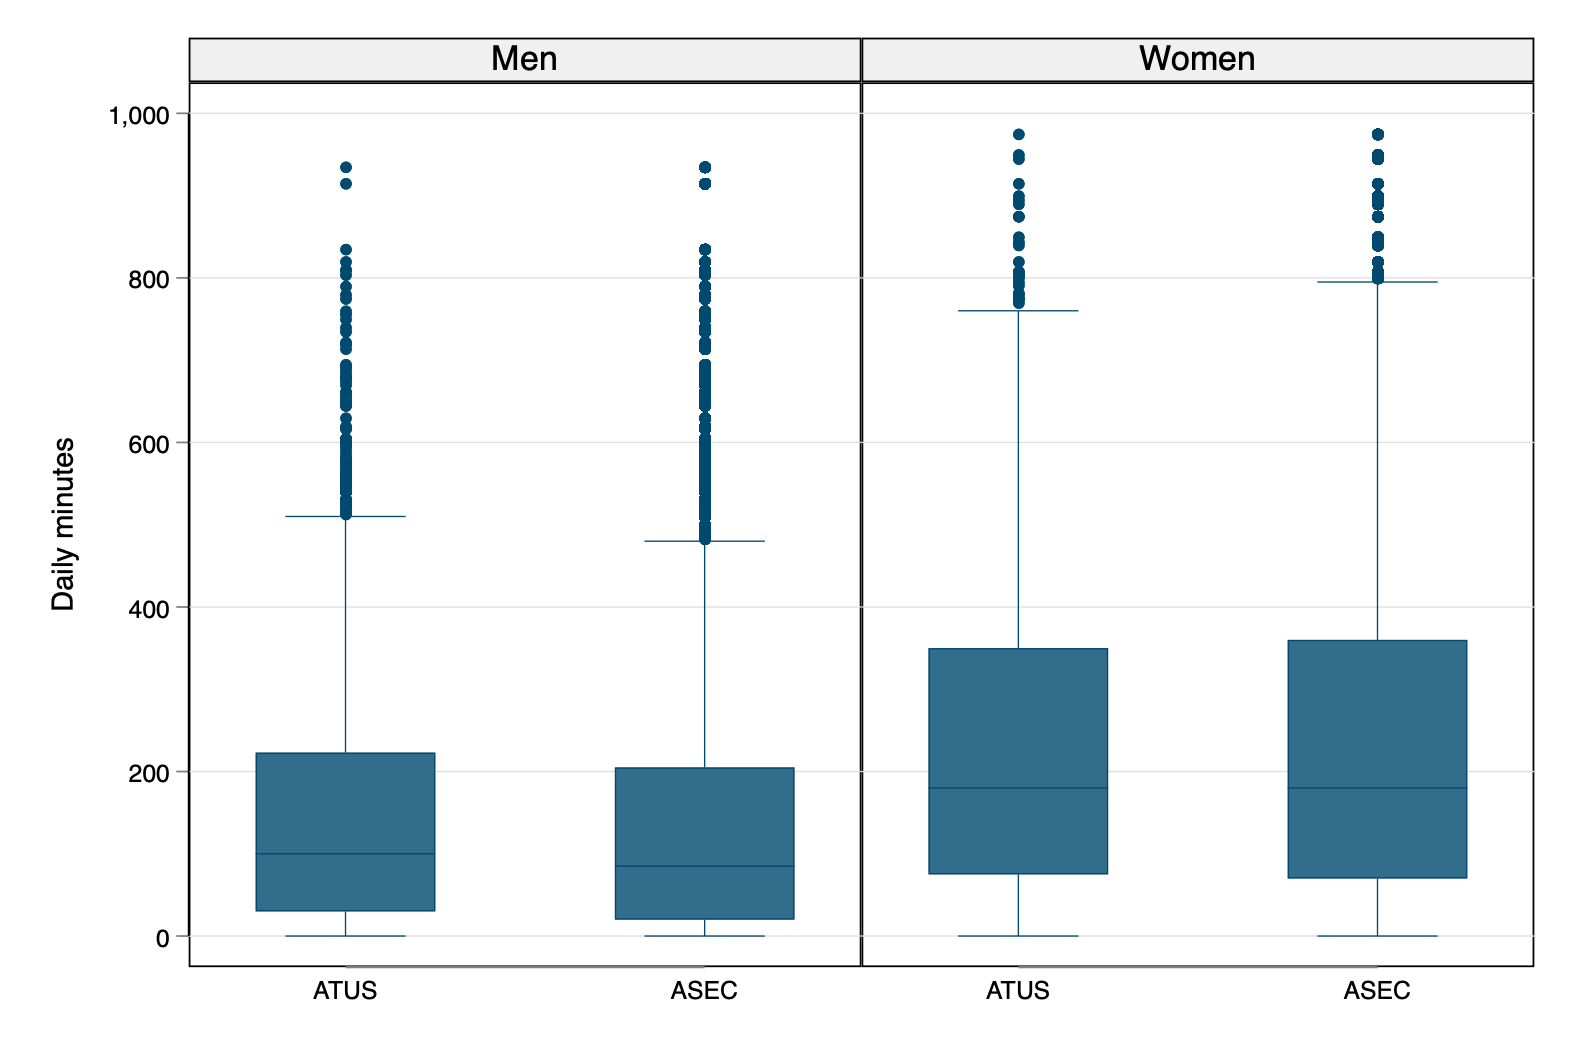 Men
Women
Daily minutes
1,000
800
600
400
200
0
ATUS
ASEC
ATUS
ASEC